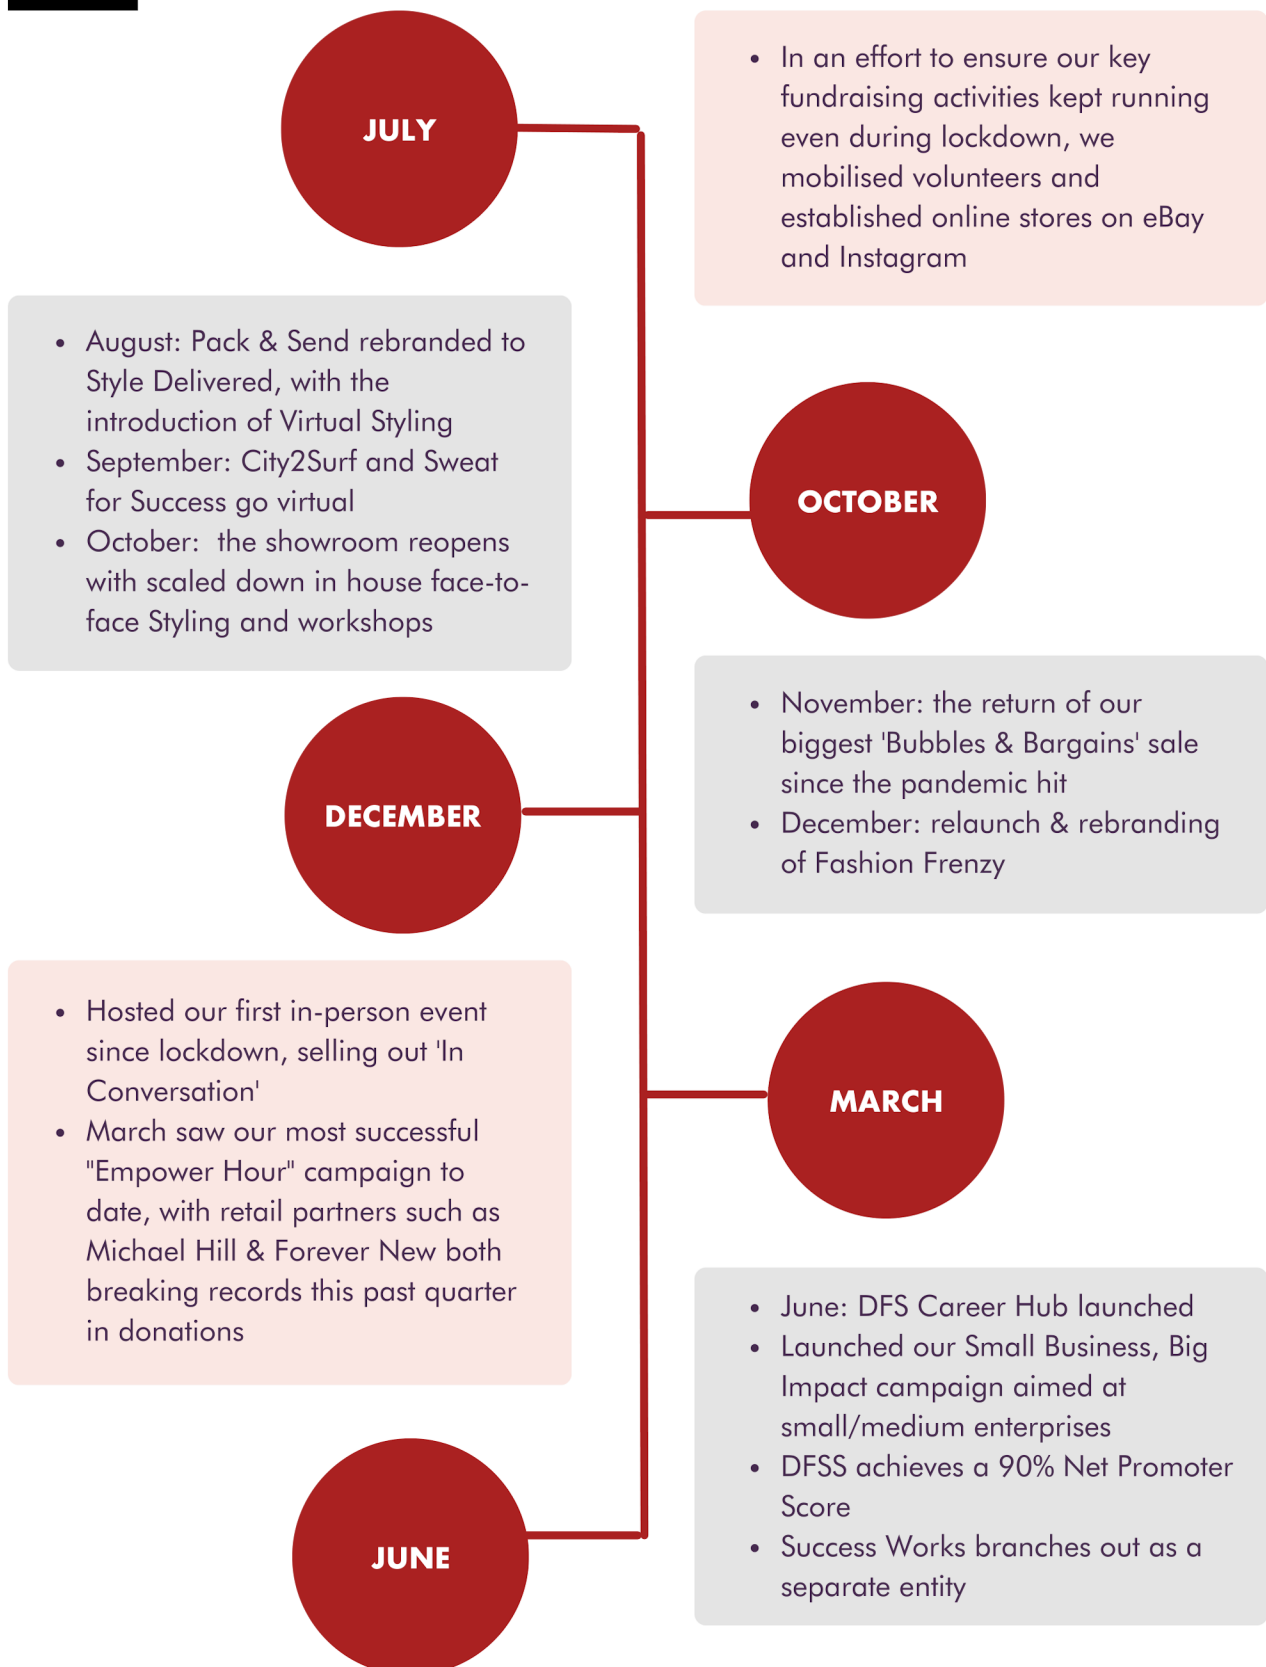 JULY
• In an effort to ensure our key
fundraising activities kept running
even during lockdown, we
mobilised volunteers and
established online stores on eBay
and Instagram
• August: Pack & Send rebranded to
Style Delivered, with the
introduction of Virtual Styling
• September: City2Surf and Sweat
for Success go virtual
• October:  the showroom reopens
with scaled down in house face-to-
face Styling and workshops
OCTOBER
DECEMBER
• November: the return of our
biggest 'Bubbles & Bargains' sale
since the pandemic hit
• December: relaunch & rebranding
of Fashion Frenzy
• Hosted our first in-person event
since lockdown, selling out 'In
Conversation'
• March saw our most successful
"Empower Hour" campaign to
date, with retail partners such as
Michael Hill & Forever New both
breaking records this past quarter
in donations
MARCH
JUNE
• June: DFS Career Hub launched
• Launched our Small Business, Big
Impact campaign aimed at
small/medium enterprises
• DFSS achieves a 90% Net Promoter
Score
• Success Works branches out as a
separate entity